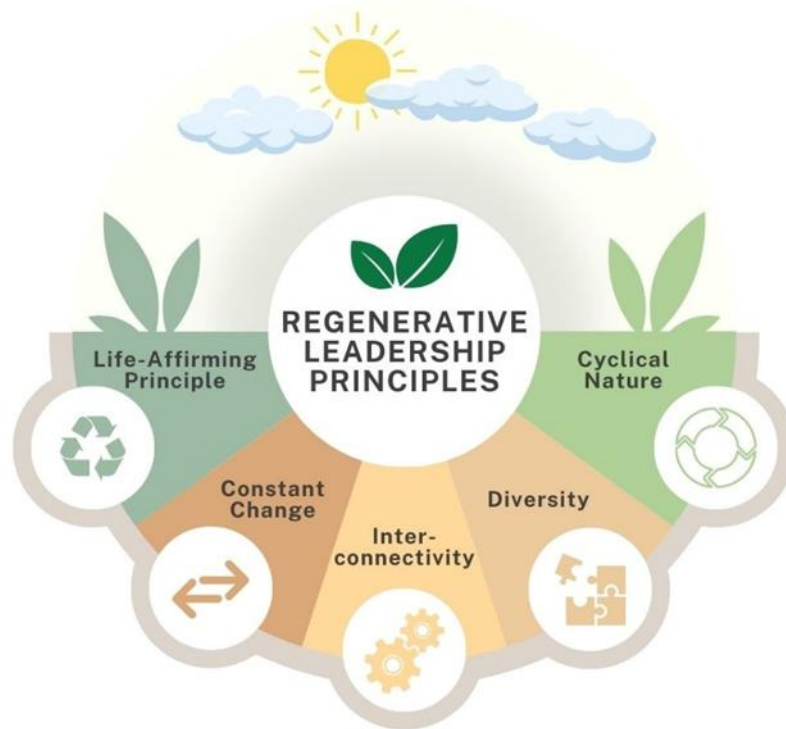 REGENERATIVE
LEADERSHIP
PRINCIPLES
Life-Affirming
Principle
Constant
Change
Inter-
connectivity
Diversity
Cyclical
Nature